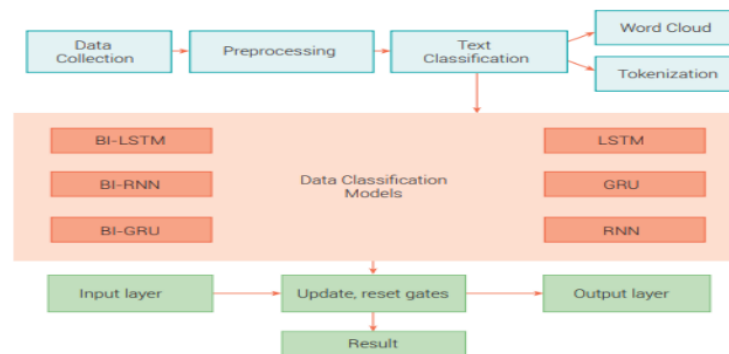 Word Cloud
Data
Collection
Preprocessing
Text
Classification
Tokenization
BI-LSTM
LSTM
BI-RNN
Data Classification
Models
GRU
BI-GRU
RNN
Input layer
Update, reset gates
Output layer
Result